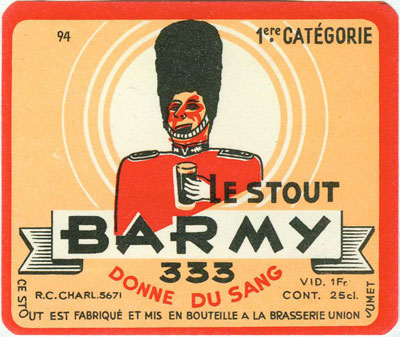 94
1ere CATÉGORIE
LE STOUT
BARMY
333
DONNE DU SANG
R.C. CHARL. 5671
VID. 1Fr.
CONT. 25cl.
CE STOUT EST FABRIQUÉ ET MIS EN BOUTEILLE A LA BRASSERIE UNION JUMET